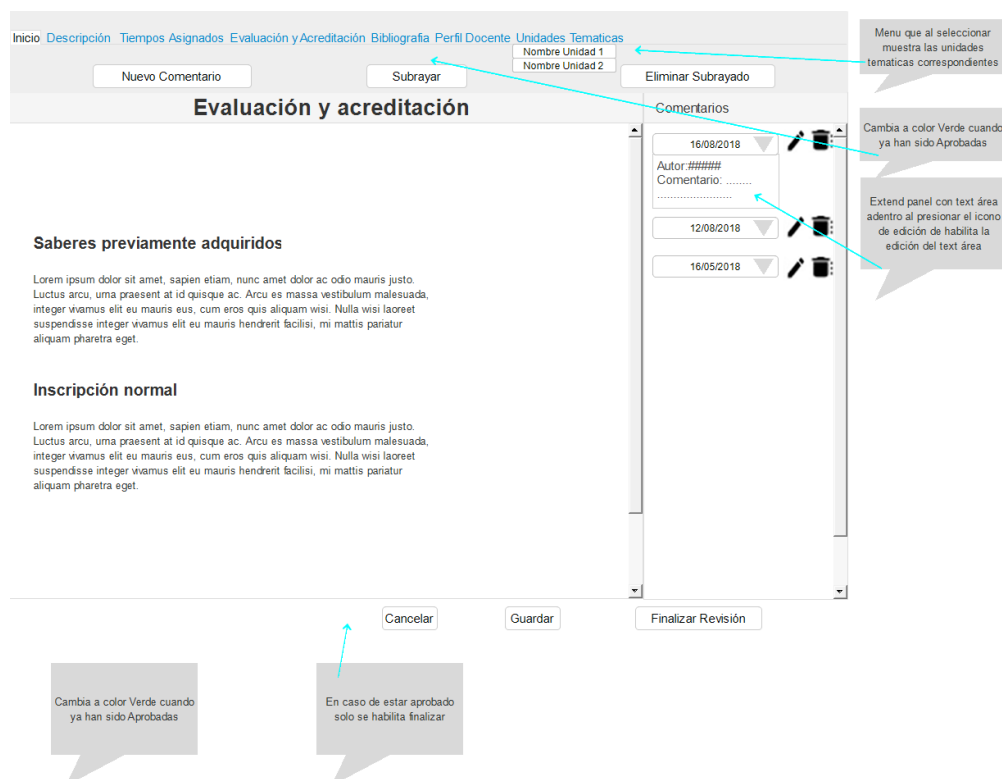 Inicio Descripción Tiempos Asignados Evaluación y Acreditación Bibliografia Perfil Docente Unidades Tematicas
Nombre Unidad 1
Nombre Unidad 2
Nuevo Comentario
Subrayar
Eliminar Subrayado
Evaluación y acreditación
Comentarios
Saberes previamente adquiridos
Lorem ipsum dolor sit amet, sapien etiam, nunc amet dolor ac odio mauris justo.
Luctus arcu, urna praesent at id quisque ac. Arcu es massa vestibulum malesuada,
integer vivamus elit eu mauris eus, cum eros quis aliquam wisi. Nulla wisi laoreet
suspendisse integer vivamus elit eu mauris hendrerit facilisi, mi mattis pariatur
aliquam pharetra eget.
Inscripción normal
Lorem ipsum dolor sit amet, sapien etiam, nunc amet dolor ac odio mauris justo.
Luctus arcu, urna praesent at id quisque ac. Arcu es massa vestibulum malesuada,
integer vivamus elit eu mauris eus, cum eros quis aliquam wisi. Nulla wisi laoreet
suspendisse integer vivamus elit eu mauris hendrerit facilisi, mi mattis pariatur
aliquam pharetra eget.
16/08/2018
Autor:#####
Comentario: ........
.......................
12/08/2018
16/05/2018
Menu que al seleccionar
muestra las unidades
tematicas correspondientes
Cambia a color Verde cuando
ya han sido Aprobadas
Extend panel con text área
adentro al presionar el icono
de edición de habilita la
edición del text área
Cancelar
Guardar
Finalizar Revisión
Cambia a color Verde cuando
ya han sido Aprobadas
En caso de estar aprobado
solo se habilita finalizar